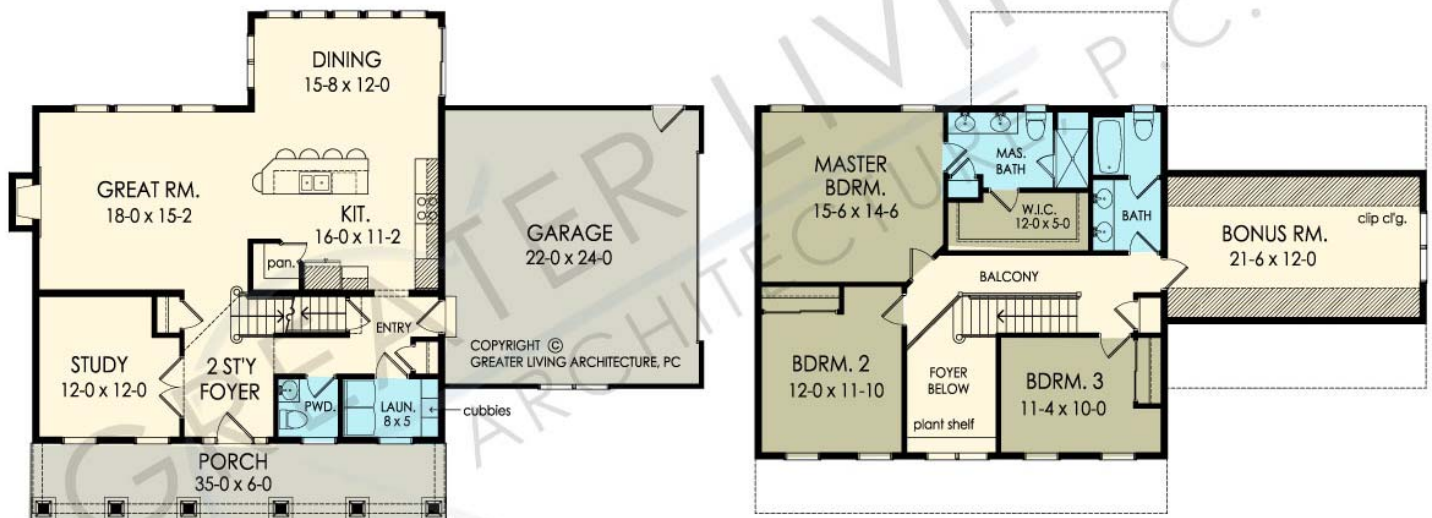 DINING
15-8 x 12-0
GREAT RM.
18-0 x 15-2
KIT.
16-0 x 11-2
pan.
GARAGE
22-0 x 24-0
STUDY
12-0 x 12-0
2 ST'Y
FOYER
ENTRY
COPYRIGHT ©
GREATER LIVING ARCHITECTURE, PC
PWD.
LAUN.
8 x 5
cubbies
PORCH
35-0 x 6-0
MASTER
BDRM.
15-6 x 14-6
MAS.
BATH
W.I.C.
12-0 x 5-0
BATH
clip cl'g.
BONUS RM.
21-6 x 12-0
BALCONY
BDRM. 2
12-0 x 11-10
FOYER
BELOW
plant shelf
BDRM. 3
11-4 x 10-0
GREATER LIVING
ARCHITECTURE, P.C.